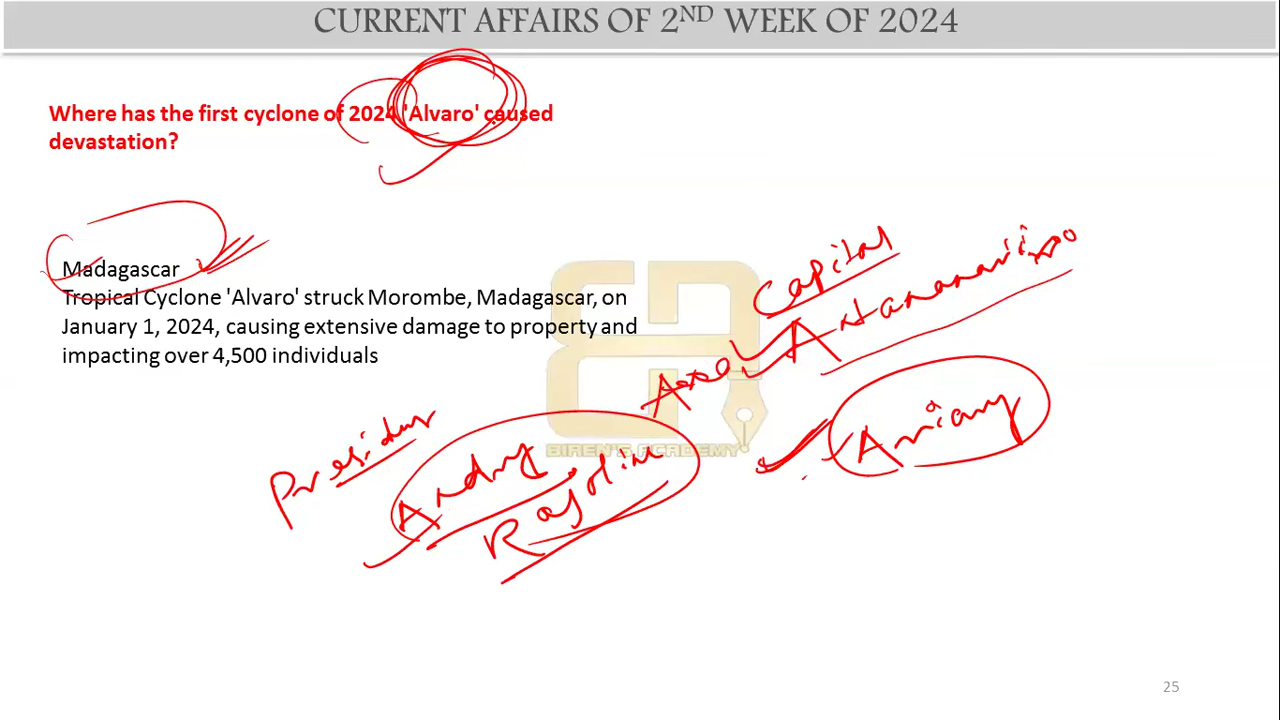 CURRENT AFFAIRS OF 2ND WEEK OF 2024
Where has the first cyclone of 2024 'Alvaro' caused
devastation?
Madagascar
Tropical Cyclone 'Alvaro' struck Morombe, Madagascar, on
January 1, 2024, causing extensive damage to property and
impacting over 4,500 individuals
Capital
Antananarivo
Ariary
Andry
BIREN'S ACADEMY
25